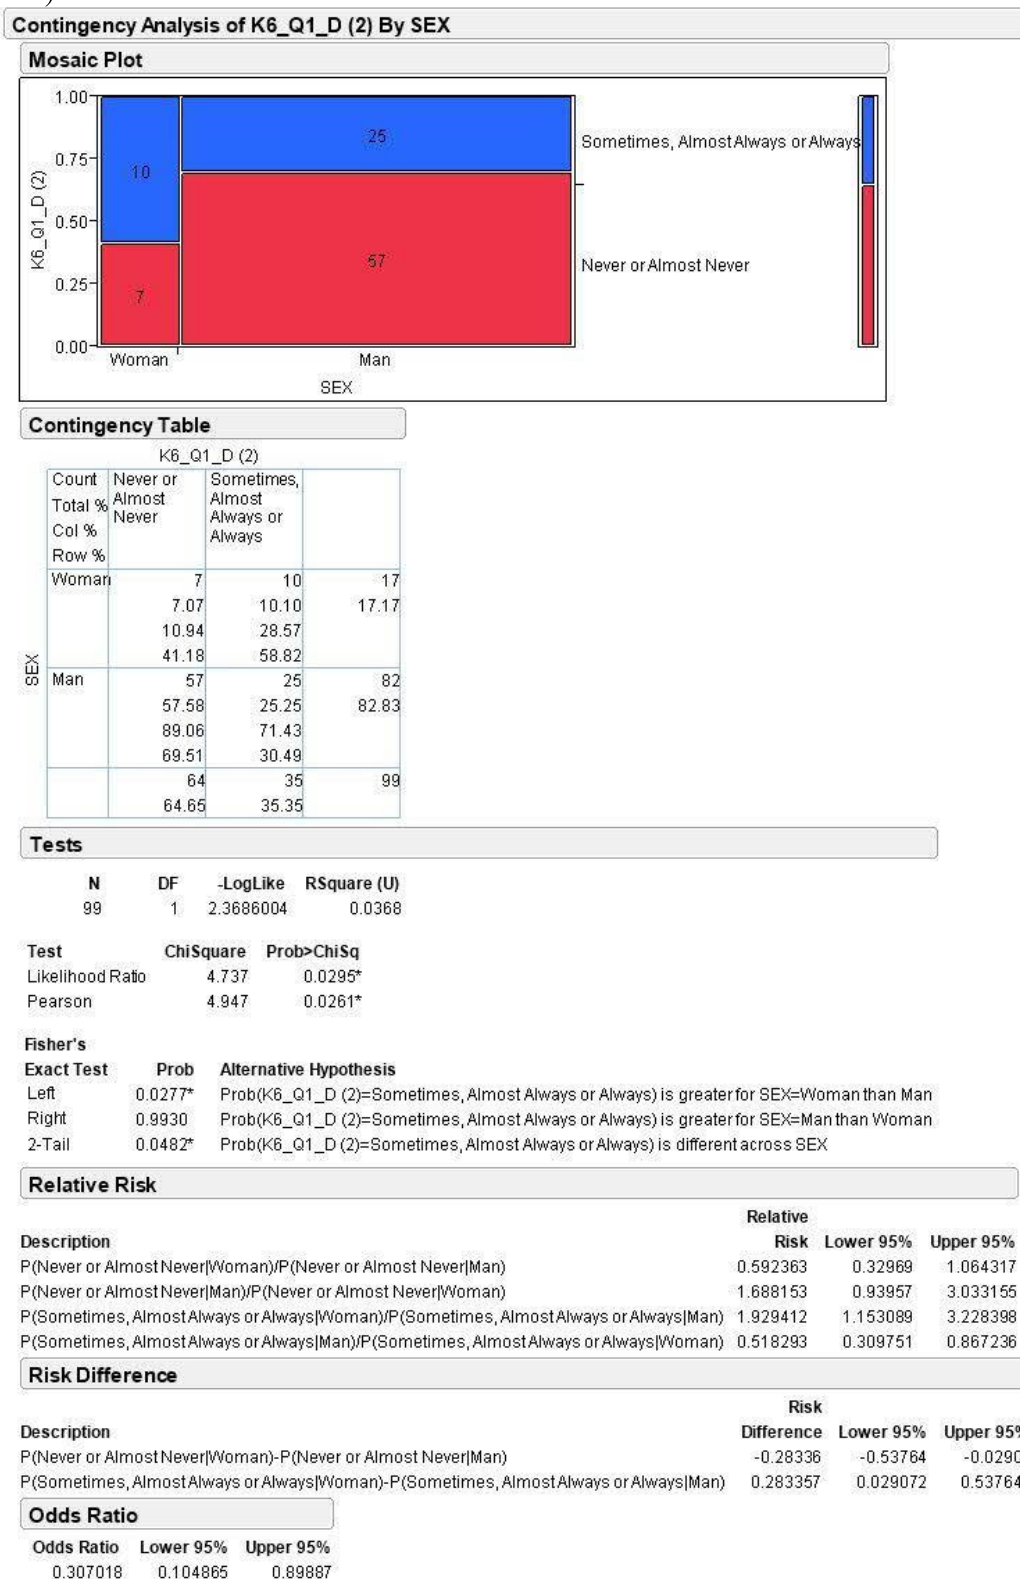 Contingency Analysis of K6_Q1_D (2) By SEX
Mosaic Plot
1.00
0.75
0.50
0.25
0.00
K6_Q1_D (2)
10
25
7
57
Sometimes, Almost Always or Always
Never or Almost Never
Woman
Man
SEX
Contingency Table
K6_Q1_D (2)
Count
Total %
Col %
Row %
Never or
Almost
Never
Sometimes,
Almost
Always or
Always
SEX
Woman 7 10 17
7.07 10.10 17.17
10.94 28.57
41.18 58.82
Man 57 25 82
57.58 25.25 82.83
89.06 71.43
69.51 30.49
64 35 99
64.65 35.35
Tests
N DF -LogLike RSquare (U)
99 1 2.3686004 0.0368
Test ChiSquare Prob>ChiSq
Likelihood Ratio 4.737 0.0295*
Pearson 4.947 0.0261*
Fisher's
Exact Test Prob Alternative Hypothesis
Left 0.0277* Prob(K6_Q1_D (2)=Sometimes, Almost Always or Always) is greater for SEX=Woman than Man
Right 0.9930 Prob(K6_Q1_D (2)=Sometimes, Almost Always or Always) is greater for SEX=Man than Woman
2-Tail 0.0482* Prob(K6_Q1_D (2)=Sometimes, Almost Always or Always) is different across SEX
Relative Risk
Relative
Description Risk Lower 95% Upper 95%
P(Never or Almost Never|Woman)/P(Never or Almost Never|Man) 0.592363 0.32969 1.064317
P(Never or Almost Never|Man)/P(Never or Almost Never|Woman) 1.688153 0.93957 3.033155
P(Sometimes, Almost Always or Always|Woman)/P(Sometimes, Almost Always or Always|Man) 1.929412 1.153089 3.228398
P(Sometimes, Almost Always or Always|Man)/P(Sometimes, Almost Always or Always|Woman) 0.518293 0.309751 0.867236
Risk Difference
Risk
Description Difference Lower 95% Upper 95%
P(Never or Almost Never|Woman)-P(Never or Almost Never|Man) -0.28336 -0.53764 -0.0290
P(Sometimes, Almost Always or Always|Woman)-P(Sometimes, Almost Always or Always|Man) 0.283357 0.029072 0.53764
Odds Ratio
Odds Ratio Lower 95% Upper 95%
0.307018 0.104865 0.89887